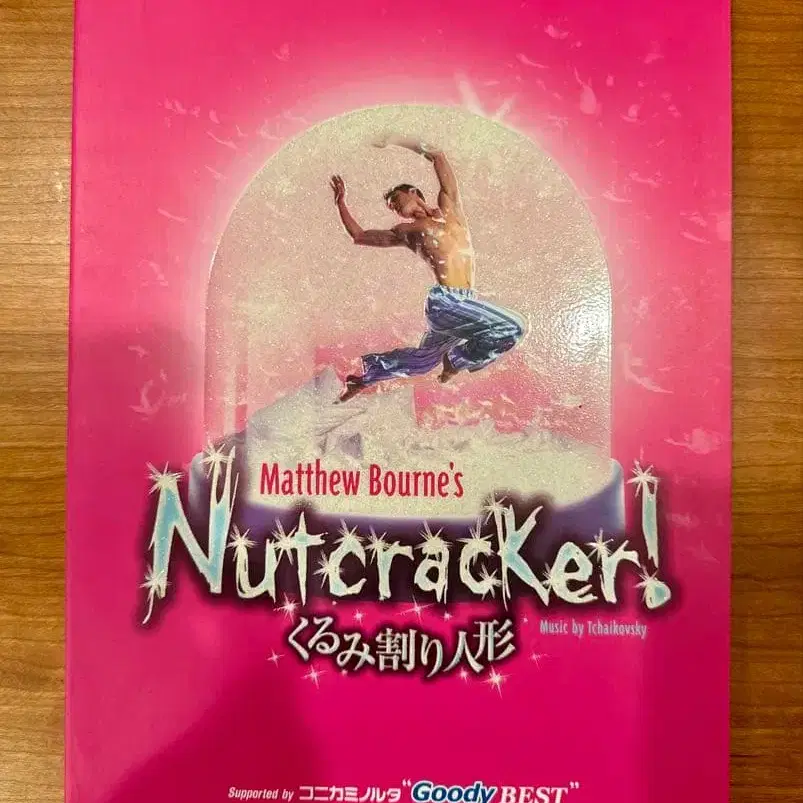 Matthew Bourne's
Nutcracker!
Music by Tchaikovsky
くるみ割り人形
Supported by コニカミノルタ "Goody BEST"